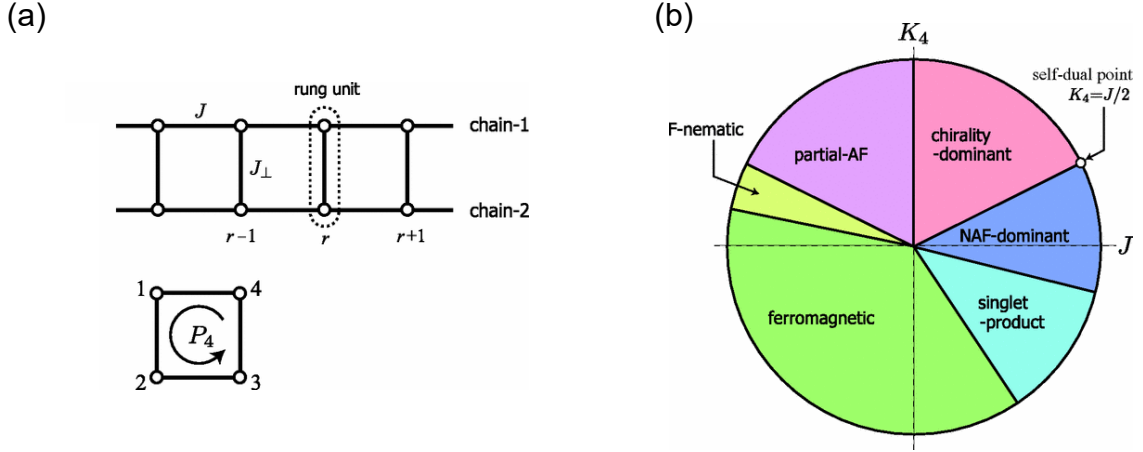 (a)
rung unit
J
chain-1
J⊥
chain-2
r−1
r
r+1
1
4
P4
2
3
(b)
K4
self-dual point
K4=J/2
F-nematic
partial-AF
chirality
-dominant
NAF-dominant
J
singlet
-product
ferromagnetic